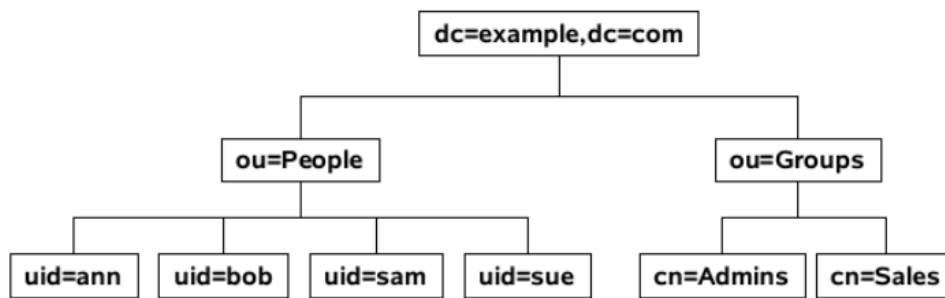 dc=example,dc=com
ou=People
ou=Groups
uid=ann
uid=bob
uid=sam
uid=sue
cn=Admins
cn=Sales